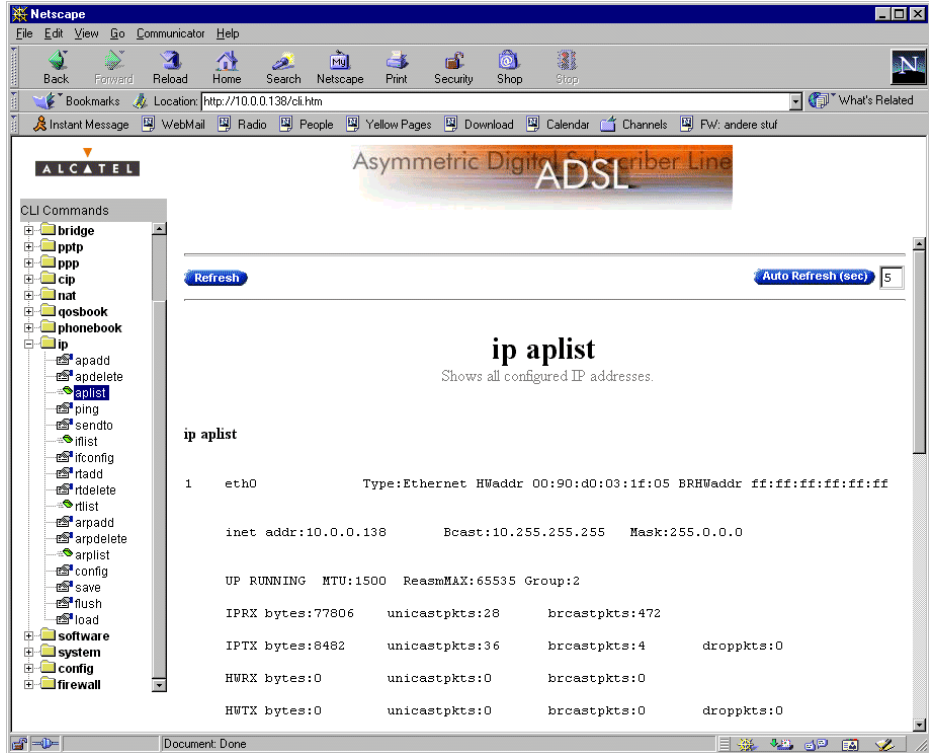 Netscape
File Edit View Go Communicator Help
Back Forward Reload Home Search Netscape Print Security Shop Stop
My
N
Bookmarks Location: http://10.0.0.138/cli.htm What's Related
Instant Message WebMail Radio People Yellow Pages Download Calendar Channels FW: andere stuf
ALCATEL
Asymmetric Digital Subscriber Line
ADSL
CLI Commands
bridge
pptp
ppp
cip
nat
qosbook
phonebook
ip
apadd
apdelete
aplist
ping
sendto
iflist
ifconfig
rtadd
rtdelete
rtlist
arpadd
arpdelete
arplist
config
save
flush
load
software
system
config
firewall
Refresh Auto Refresh (sec) 5
ip aplist
Shows all configured IP addresses.
ip aplist
1 eth0 Type:Ethernet HWaddr 00:90:d0:03:1f:05 BRHWaddr ff:ff:ff:ff:ff:ff
inet addr:10.0.0.138 Bcast:10.255.255.255 Mask:255.0.0.0
UP RUNNING MTU:1500 ReasmMAX:65535 Group:2
IPRX bytes:77806 unicastpkts:28 brcastpkts:472
IPTX bytes:8482 unicastpkts:36 brcastpkts:4 droppkts:0
HWRX bytes:0 unicastpkts:0 brcastpkts:0
HWTX bytes:0 unicastpkts:0 brcastpkts:0 droppkts:0
Document: Done